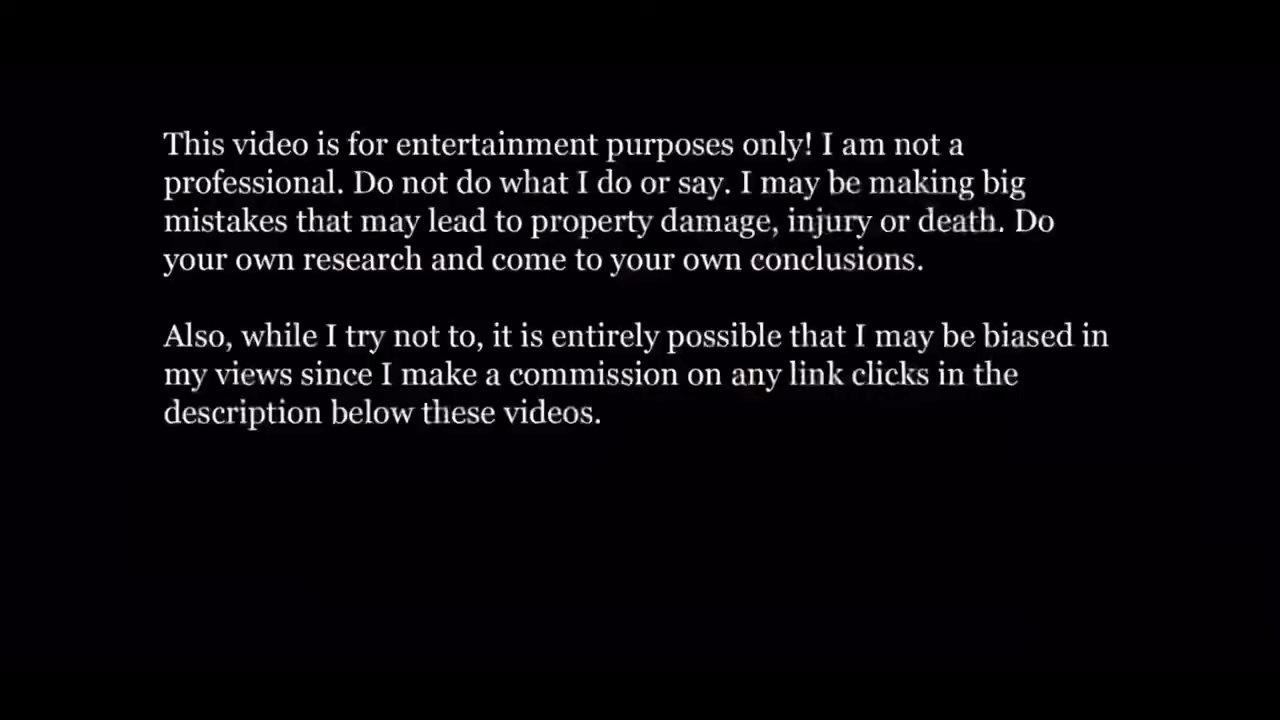 This video is for entertainment purposes only! I am not a
professional. Do not do what I do or say. I may be making big
mistakes that may lead to property damage, injury or death. Do
your own research and come to your own conclusions.
Also, while I try not to, it is entirely possible that I may be biased in
my views since I make a commission on any link clicks in the
description below these videos.